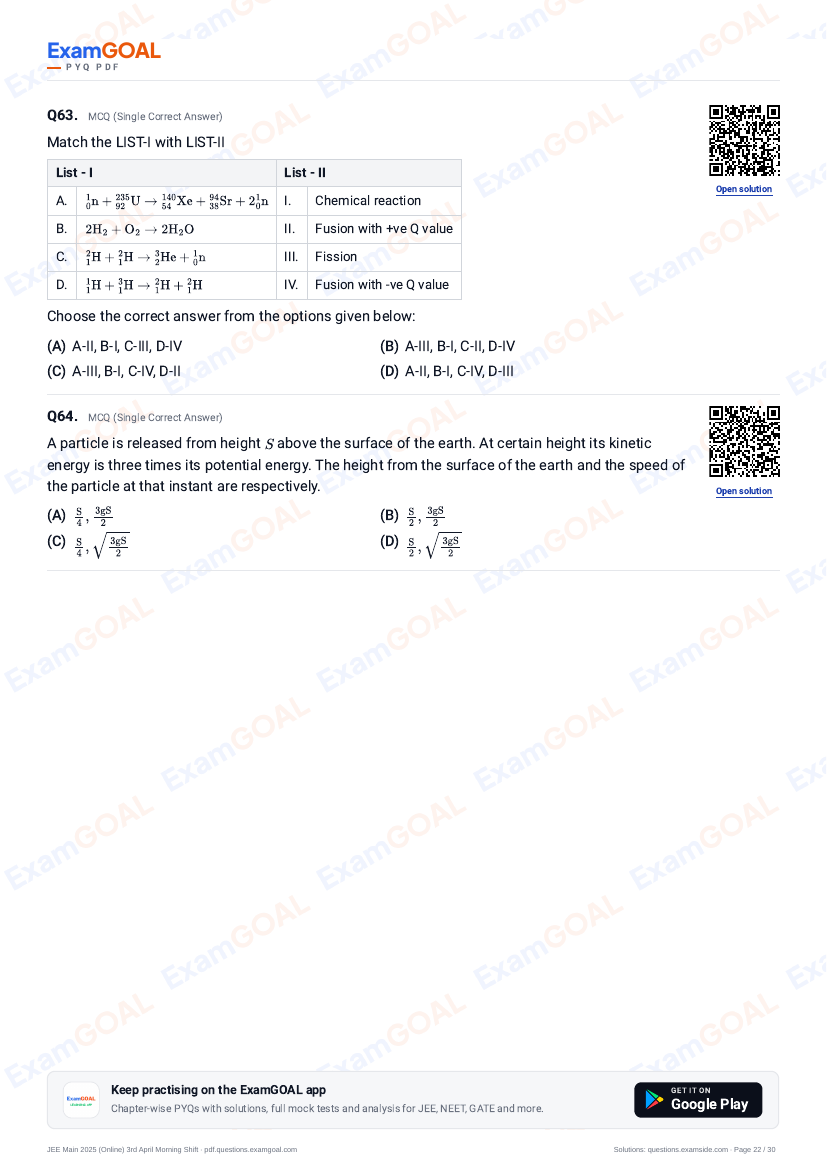 ExamGOAL
PYQ PDF
Q63. MCQ (Single Correct Answer)
Open solution
Match the LIST-I with LIST-II
List - I List - II
A. ¹₀n + ²³⁵₉₂U → ¹⁴⁰₅₄Xe + ⁹⁴₃₈Sr + 2¹₀n I. Chemical reaction
B. 2H₂ + O₂ → 2H₂O II. Fusion with +ve Q value
C. ²₁H + ²₁H → ³₂He + ¹₀n III. Fission
D. ¹₁H + ³₁H → ²₁H + ²₁H IV. Fusion with -ve Q value
Choose the correct answer from the options given below:
(A) A-II, B-I, C-III, D-IV (B) A-III, B-I, C-II, D-IV
(C) A-III, B-I, C-IV, D-II (D) A-II, B-I, C-IV, D-III
Q64. MCQ (Single Correct Answer)
Open solution
A particle is released from height S above the surface of the earth. At certain height its kinetic
energy is three times its potential energy. The height from the surface of the earth and the speed of
the particle at that instant are respectively.
(A) S/4, 3gS/2 (B) S/2, 3gS/2
(C) S/4, √(3gS/2) (D) S/2, √(3gS/2)
Keep practising on the ExamGOAL app
Chapter-wise PYQs with solutions, full mock tests and analysis for JEE, NEET, GATE and more.
GET IT ON
Google Play
JEE Main 2025 (Online) 3rd April Morning Shift · pdf.questions.examgoal.com Solutions: questions.examside.com · Page 22 / 30